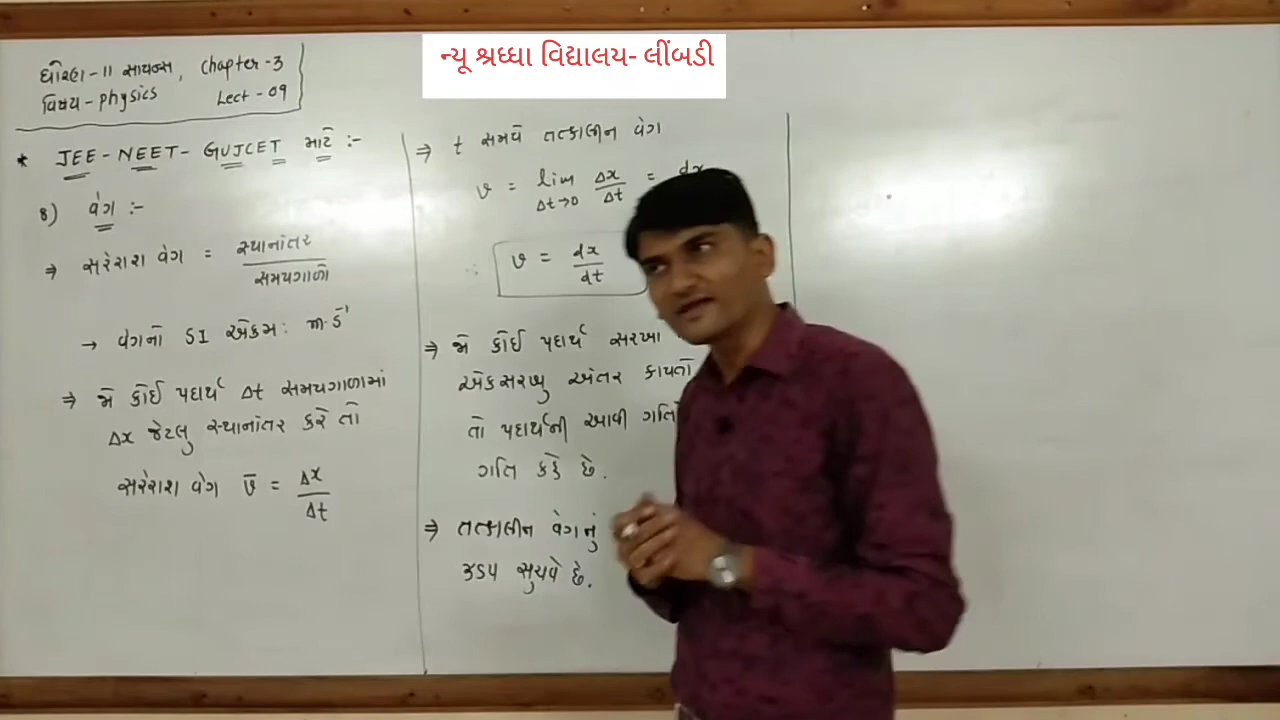 ન્યૂ શ્રધ્ધા વિદ્યાલય- લીંબડી
ધોરણ - 11 સાયન્સ, Chapter - 3
વિષય - physics Lect - 09
* JEE - NEET - GUJCET માટે :-
8) વેગ :-
⇒ સરેરાશ વેગ = સ્થાનાંતર / સમયગાળો
→ વેગનો SI એકમ: m.s⁻¹
⇒ જો કોઈ પદાર્થ Δt સમયગાળામાં
Δx જેટલુ સ્થાનાંતર કરે તો
સરેરાશ વેગ v̄ = Δx / Δt
⇒ t સમયે તત્કાલીન વેગ
v = lim Δt→0 Δx / Δt = dx
∴ v = dx / dt
⇒ જો કોઈ પદાર્થ સરખા
એકસરખુ અંતર કાપતો
તો પદાર્થની આવી ગતિ
ગતિ કહે છે.
⇒ તત્કાલીન વેગનું
ઝડપ સુચવે છે.